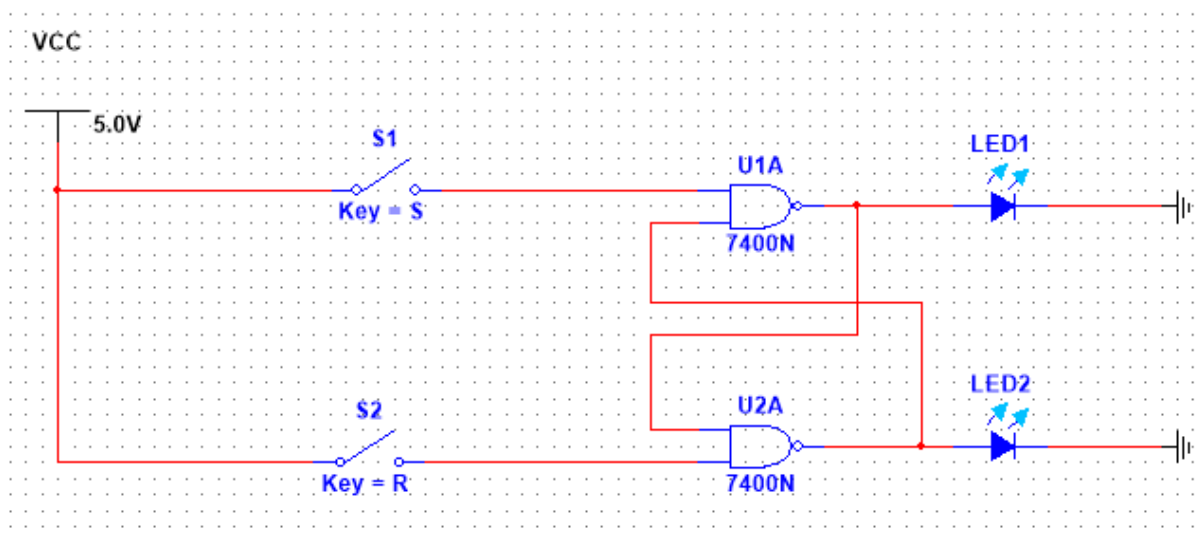 VCC
5.0V
S1
Key = S
U1A
7400N
LED1
S2
Key = R
U2A
7400N
LED2